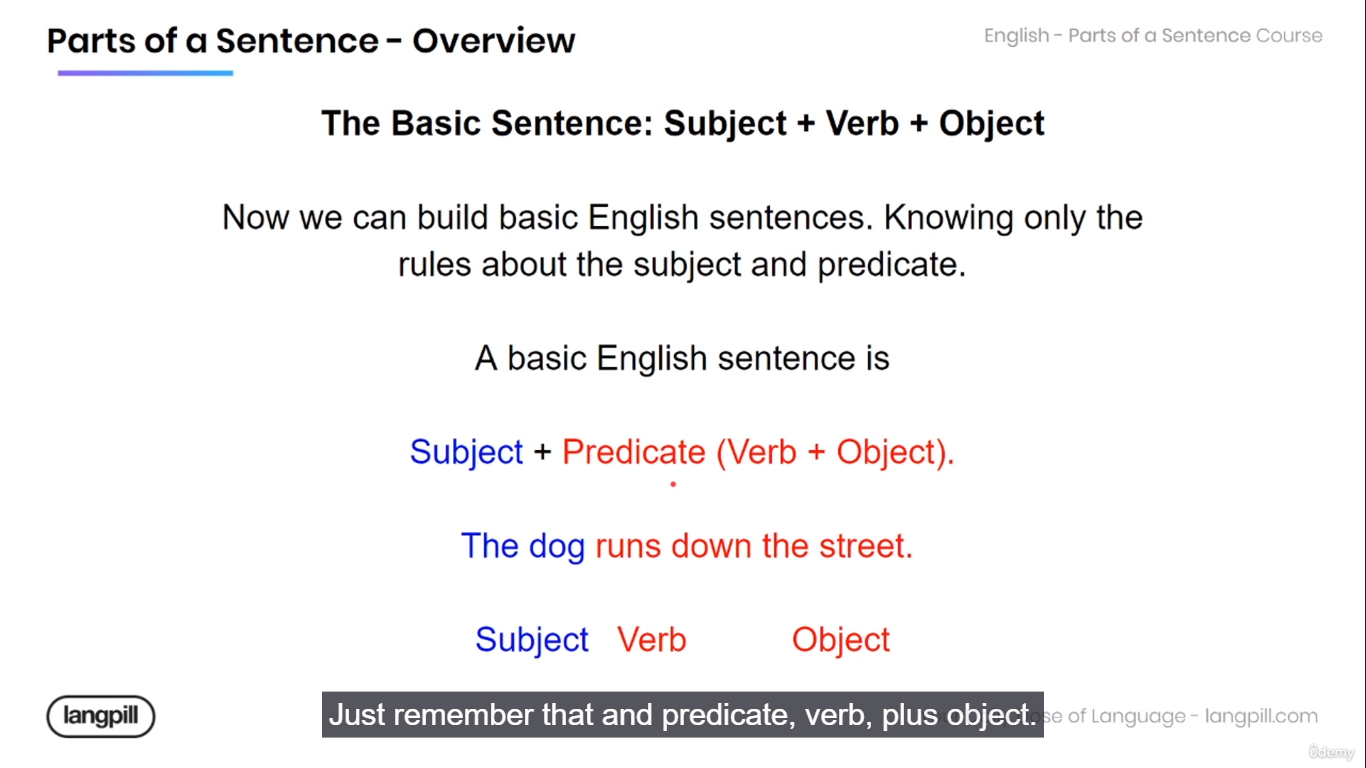 Parts of a Sentence - Overview
English - Parts of a Sentence Course
The Basic Sentence: Subject + Verb + Object
Now we can build basic English sentences. Knowing only the
rules about the subject and predicate.
A basic English sentence is
Subject + Predicate (Verb + Object).
The dog runs down the street.
Subject Verb Object
langpill
Just remember that and predicate, verb, plus object.
of Language - langpill.com
ûdemy